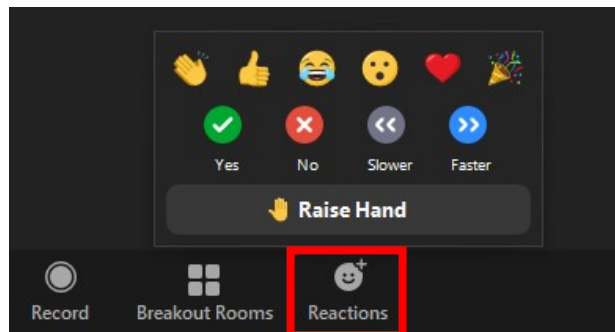 Yes No Slower Faster
Raise Hand
Record Breakout Rooms Reactions